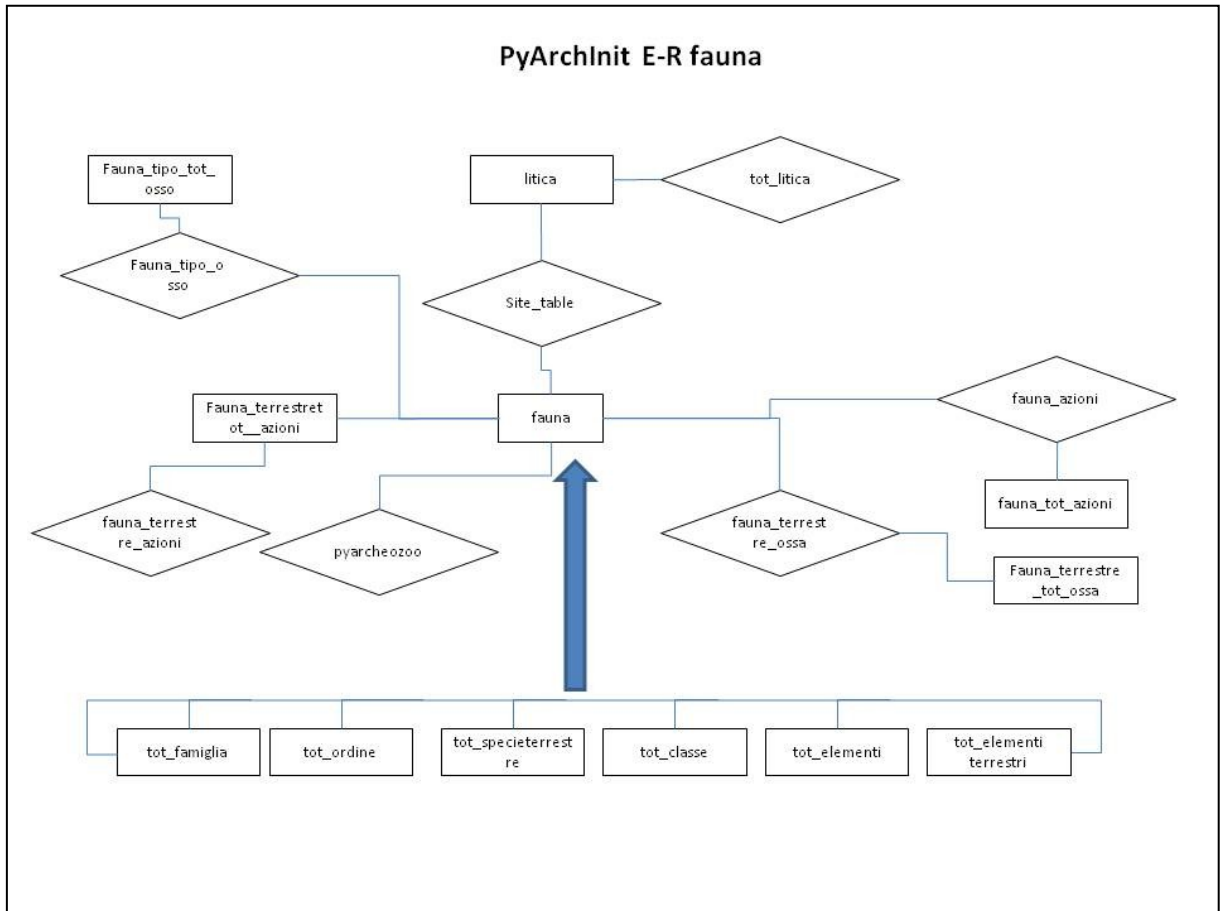 PyArchInit E-R fauna
Fauna_tipo_tot_
osso
litica
tot_litica
Fauna_tipo_o
sso
Site_table
Fauna_terrestret
ot__azioni
fauna
fauna_azioni
fauna_terrest
re_azioni
pyarcheozoo
fauna_terrest
re_ossa
fauna_tot_azioni
Fauna_terrestre
_tot_ossa
tot_famiglia
tot_ordine
tot_specieterrest
re
tot_classe
tot_elementi
tot_elementi
terrestri